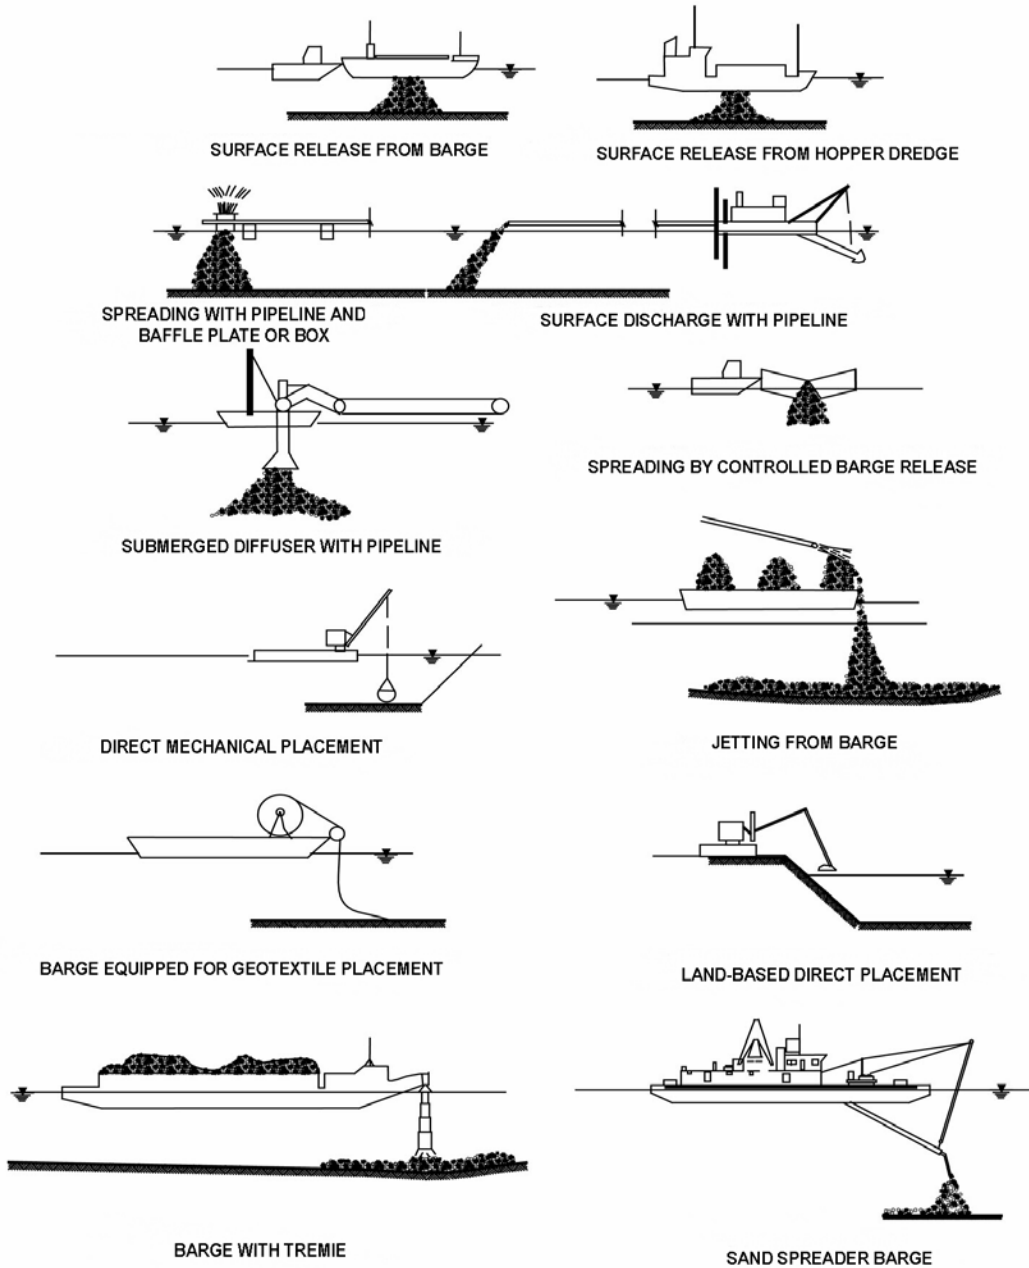 SURFACE RELEASE FROM BARGE
SURFACE RELEASE FROM HOPPER DREDGE
SPREADING WITH PIPELINE AND
BAFFLE PLATE OR BOX
SURFACE DISCHARGE WITH PIPELINE
SUBMERGED DIFFUSER WITH PIPELINE
SPREADING BY CONTROLLED BARGE RELEASE
DIRECT MECHANICAL PLACEMENT
JETTING FROM BARGE
BARGE EQUIPPED FOR GEOTEXTILE PLACEMENT
LAND-BASED DIRECT PLACEMENT
BARGE WITH TREMIE
SAND SPREADER BARGE